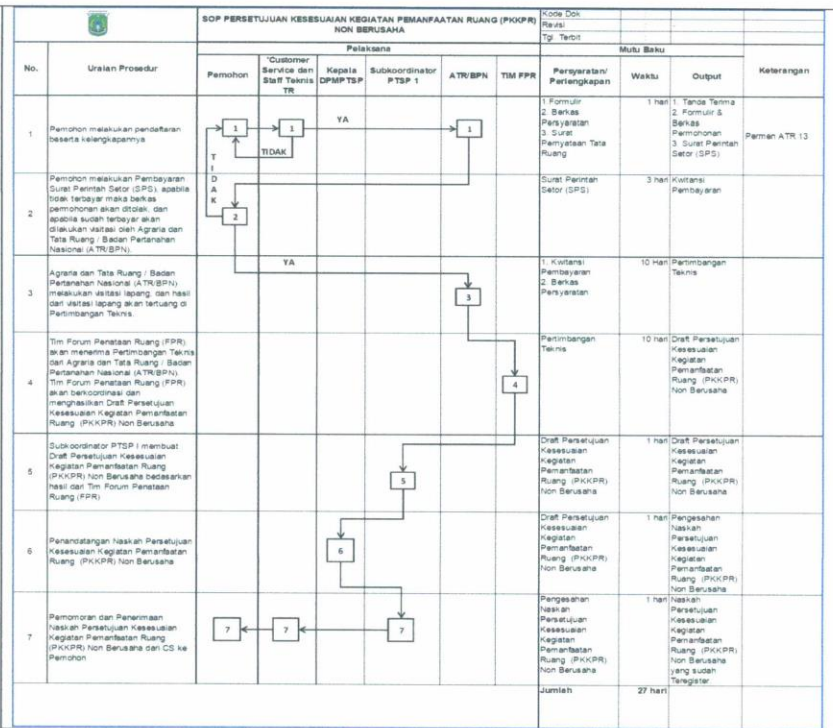 SOP PERSETUJUAN KESESUAIAN KEGIATAN PEMANFAATAN RUANG (PKKPR)
NON BERUSAHA
Kode Dok
Revisi
Tgl. Terbit
No.
Uraian Prosedur
Pelaksana
Mutu Baku
Keterangan
Pemohon
'Customer
Service dan
Staff Teknis
TR
Kepala
DPMPTSP
Subkoordinator
PTSP 1
ATR/BPN
TIM FPR
Persyaratan/
Perlengkapan
Waktu
Output
1
Pemohon melakukan pendaftaran
beserta kelengkapannya
1
1
YA
1
TIDAK
T
I
D
A
K
1. Formulir
2. Berkas
Persyaratan
3. Surat
Pernyataan Tata
Ruang
1 hari
1. Tanda Terima
2. Formulir &
Berkas
Permohonan
3. Surat Perintah
Setor (SPS)
Permen ATR 13
2
Pemohon melakukan Pembayaran
Surat Perintah Setor (SPS), apabila
tidak terbayar maka berkas
permohonan akan ditolak, dan
apabila sudah terbayar akan
dilakukan visitasi oleh Agraria dan
Tata Ruang / Badan Pertanahan
Nasional (ATR/BPN).
2
Surat Perintah
Setor (SPS)
3 hari
Kwitansi
Pembayaran
3
Agraria dan Tata Ruang / Badan
Pertanahan Nasional (ATR/BPN)
melakukan visitasi lapang, dan hasil
dari visitasi lapang akan tertuang di
Pertimbangan Teknis.
YA
3
1. Kwitansi
Pembayaran
2. Berkas
Persyaratan
10 Hari
Pertimbangan
Teknis
4
Tim Forum Penataan Ruang (FPR)
akan menerima Pertimbangan Teknis
dari Agraria dan Tata Ruang / Badan
Pertanahan Nasional (ATR/BPN).
Tim Forum Penataan Ruang (FPR)
akan berkoordinasi dan
menghasilkan Draft Persetujuan
Kesesuaian Kegiatan Pemanfaatan
Ruang (PKKPR) Non Berusaha
4
Pertimbangan
Teknis
10 hari
Draft Persetujuan
Kesesuaian
Kegiatan
Pemanfaatan
Ruang (PKKPR)
Non Berusaha
5
Subkoordinator PTSP I membuat
Draft Persetujuan Kesesuaian
Kegiatan Pemanfaatan Ruang
(PKKPR) Non Berusaha bedasarkan
hasil dari Tim Forum Penataan
Ruang (FPR)
5
Draft Persetujuan
Kesesuaian
Kegiatan
Pemanfaatan
Ruang (PKKPR)
Non Berusaha
1 hari
Draft Persetujuan
Kesesuaian
Kegiatan
Pemanfaatan
Ruang (PKKPR)
Non Berusaha
6
Penandatangan Naskah Persetujuan
Kesesuaian Kegiatan Pemanfaatan
Ruang (PKKPR) Non Berusaha
6
Draft Persetujuan
Kesesuaian
Kegiatan
Pemanfaatan
Ruang (PKKPR)
Non Berusaha
1 hari
Pengesahan
Naskah
Persetujuan
Kesesuaian
Kegiatan
Pemanfaatan
Ruang (PKKPR)
Non Berusaha
7
Pemomoran dan Penerimaan
Naskah Persetujuan Kesesuaian
Kegiatan Pemanfaatan Ruang
(PKKPR) Non Berusaha dari CS ke
Pemohon
7
7
7
Pengesahan
Naskah
Persetujuan
Kesesuaian
Kegiatan
Pemanfaatan
Ruang (PKKPR)
Non Berusaha
1 hari
Naskah
Persetujuan
Kesesuaian
Kegiatan
Pemanfaatan
Ruang (PKKPR)
Non Berusaha
yang sudah
Teregister
Jumlah
27 hari